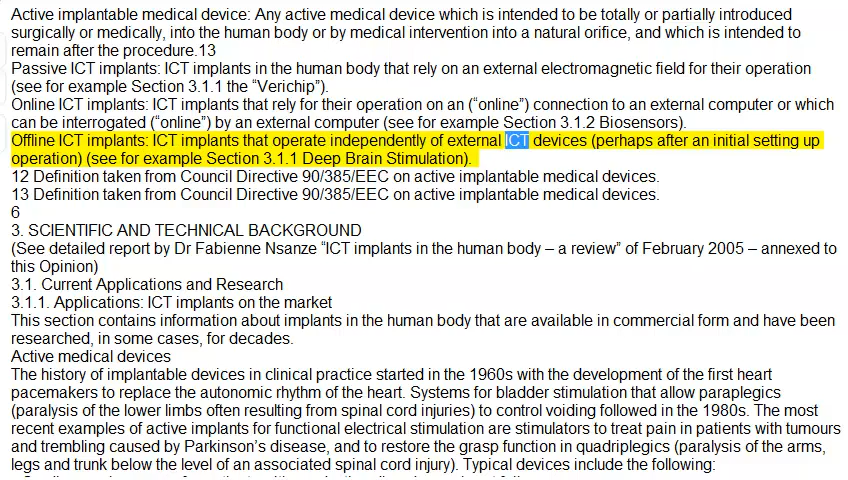 Active implantable medical device: Any active medical device which is intended to be totally or partially introduced
surgically or medically, into the human body or by medical intervention into a natural orifice, and which is intended to
remain after the procedure.13
Passive ICT implants: ICT implants in the human body that rely on an external electromagnetic field for their operation
(see for example Section 3.1.1 the “Verichip”).
Online ICT implants: ICT implants that rely for their operation on an (“online”) connection to an external computer or which
can be interrogated (“online”) by an external computer (see for example Section 3.1.2 Biosensors).
Offline ICT implants: ICT implants that operate independently of external ICT devices (perhaps after an initial setting up
operation) (see for example Section 3.1.1 Deep Brain Stimulation).
12 Definition taken from Council Directive 90/385/EEC on active implantable medical devices.
13 Definition taken from Council Directive 90/385/EEC on active implantable medical devices.
6
3. SCIENTIFIC AND TECHNICAL BACKGROUND
(See detailed report by Dr Fabienne Nsanze “ICT implants in the human body – a review” of February 2005 – annexed to
this Opinion)
3.1. Current Applications and Research
3.1.1. Applications: ICT implants on the market
This section contains information about implants in the human body that are available in commercial form and have been
researched, in some cases, for decades.
Active medical devices
The history of implantable devices in clinical practice started in the 1960s with the development of the first heart
pacemakers to replace the autonomic rhythm of the heart. Systems for bladder stimulation that allow paraplegics
(paralysis of the lower limbs often resulting from spinal cord injuries) to control voiding followed in the 1980s. The most
recent examples of active implants for functional electrical stimulation are stimulators to treat pain in patients with tumours
and trembling caused by Parkinson’s disease, and to restore the grasp function in quadriplegics (paralysis of the arms,
legs and trunk below the level of an associated spinal cord injury). Typical devices include the following: